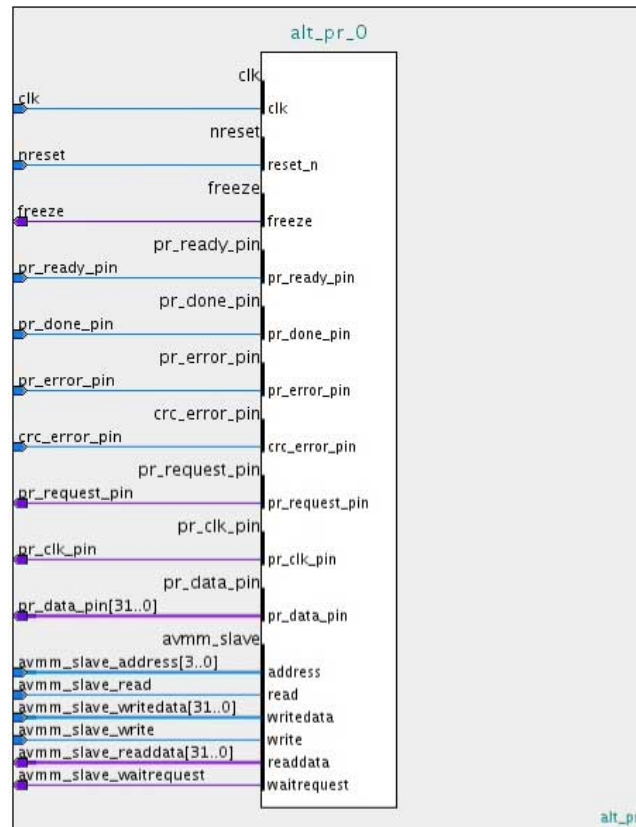 alt_pr_0
clk
clk
clk
nreset
nreset
reset_n
freeze
freeze
freeze
pr_ready_pin
pr_ready_pin
pr_ready_pin
pr_done_pin
pr_done_pin
pr_done_pin
pr_error_pin
pr_error_pin
pr_error_pin
crc_error_pin
crc_error_pin
crc_error_pin
pr_request_pin
pr_request_pin
pr_request_pin
pr_clk_pin
pr_clk_pin
pr_clk_pin
pr_data_pin
pr_data_pin[31..0]
pr_data_pin
avmm_slave
avmm_slave_address[3..0]
address
avmm_slave_read
read
avmm_slave_writedata[31..0]
writedata
avmm_slave_write
write
avmm_slave_readdata[31..0]
readdata
avmm_slave_waitrequest
waitrequest
alt_pr